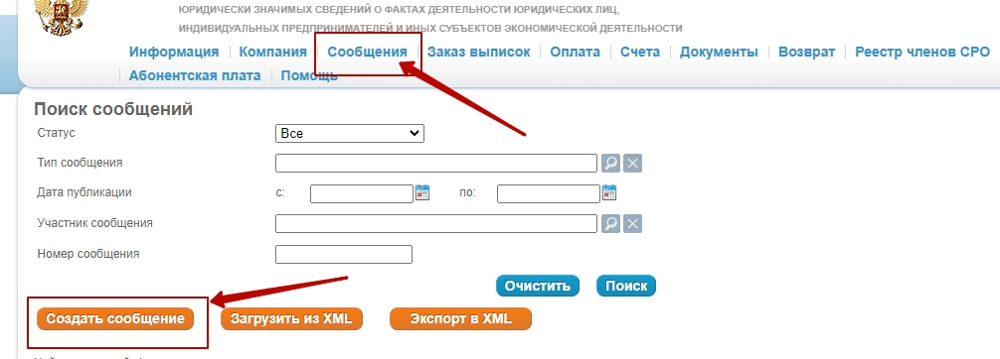 ЮРИДИЧЕСКИ ЗНАЧИМЫХ СВЕДЕНИЙ О ФАКТАХ ДЕЯТЕЛЬНОСТИ ЮРИДИЧЕСКИХ ЛИЦ,
ИНДИВИДУАЛЬНЫХ ПРЕДПРИНИМАТЕЛЕЙ И ИНЫХ СУБЪЕКТОВ ЭКОНОМИЧЕСКОЙ ДЕЯТЕЛЬНОСТИ
Информация Компания Сообщения Заказ выписок Оплата Счета Документы Возврат Реестр членов СРО
Абонентская плата Помощь
Поиск сообщений
Статус Все
Тип сообщения
Дата публикации с: по:
Участник сообщения
Номер сообщения
Очистить Поиск
Создать сообщение Загрузить из XML Экспорт в XML